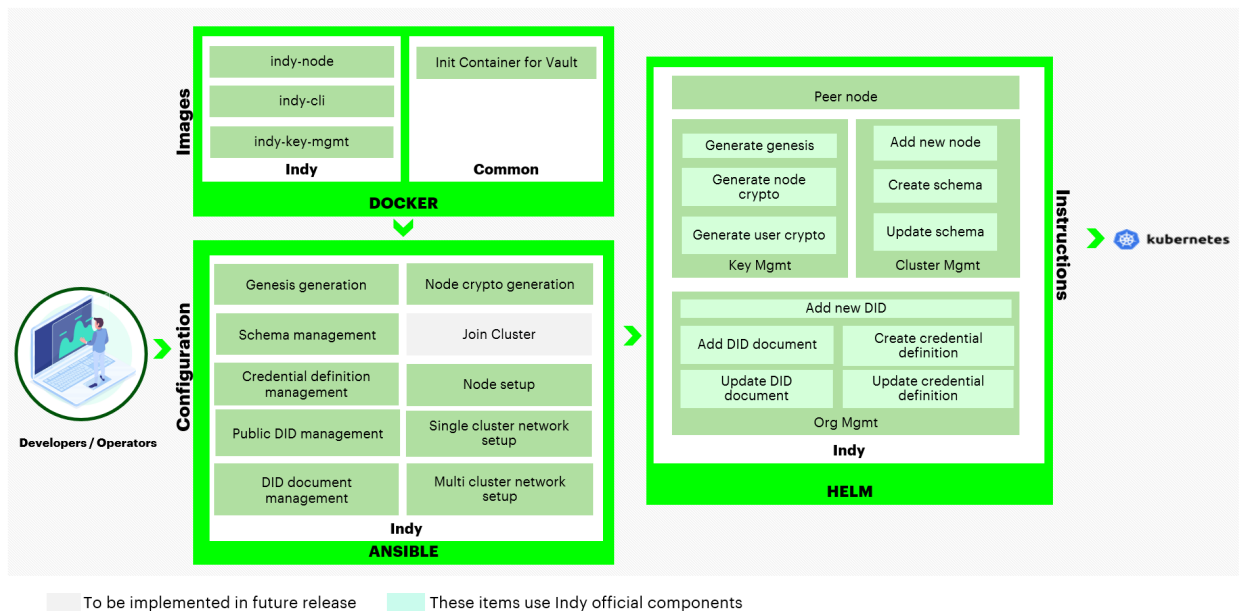 Images
indy-node
indy-cli
indy-key-mgmt
Indy
Init Container for Vault
Common
DOCKER
Developers / Operators
Configuration
Genesis generation
Node crypto generation
Schema management
Join Cluster
Credential definition
management
Node setup
Public DID management
Single cluster network
setup
DID document
management
Multi cluster network
setup
Indy
ANSIBLE
Peer node
Generate genesis
Generate node
crypto
Generate user crypto
Key Mgmt
Add new node
Create schema
Update schema
Cluster Mgmt
Add new DID
Add DID document
Create credential
definition
Update DID
document
Update credential
definition
Org Mgmt
Indy
HELM
Instructions
kubernetes
To be implemented in future release
These items use Indy official components